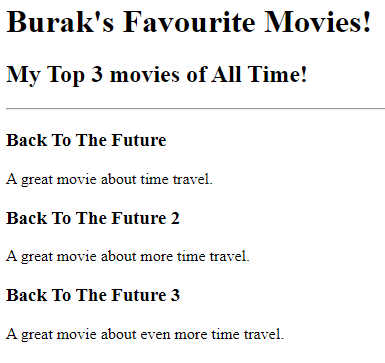 Burak's Favourite Movies!
My Top 3 movies of All Time!
Back To The Future
A great movie about time travel.
Back To The Future 2
A great movie about more time travel.
Back To The Future 3
A great movie about even more time travel.